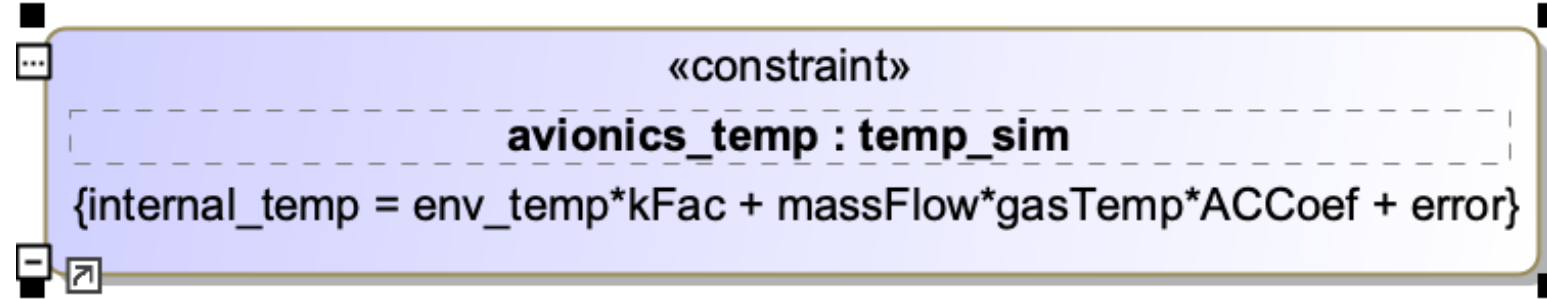 «constraint»
avionics_temp : temp_sim
{internal_temp = env_temp*kFac + massFlow*gasTemp*ACCoef + error}